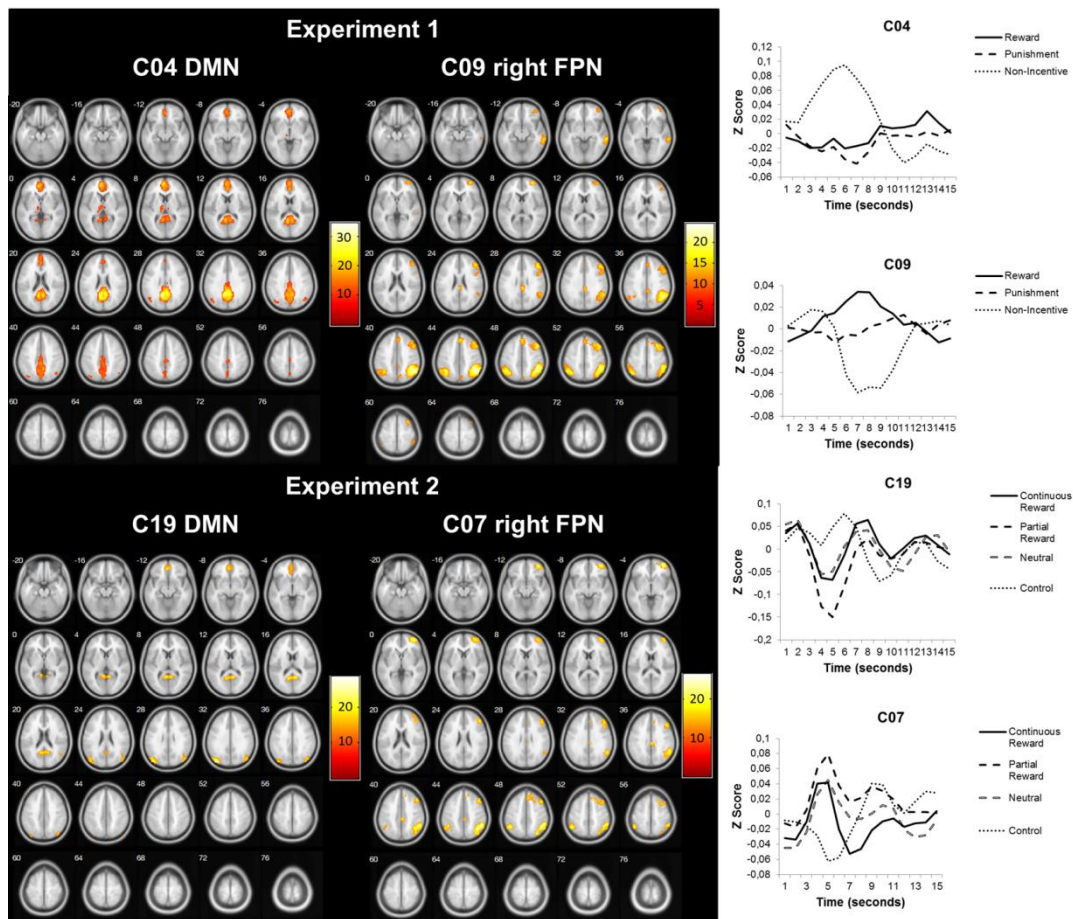 Experiment 1
C04 DMN
C09 right FPN
-20 -16 -12 -8 -4
-20 -16 -12 -8 -4
0 4 8 12 16
0 4 8 12 16
20 24 28 32 36
20 24 28 32 36
40 44 48 52 56
40 44 48 52 56
60 64 68 72 76
60 64 68 72 76
30
20
10
20
15
10
5
Experiment 2
C19 DMN
C07 right FPN
-20 -16 -12 -8 -4
-20 -16 -12 -8 -4
0 4 8 12 16
0 4 8 12 16
20 24 28 32 36
20 24 28 32 36
40 44 48 52 56
40 44 48 52 56
60 64 68 72 76
60 64 68 72 76
20
10
20
10
C04
Reward
Punishment
Non-Incentive
Z Score
0,12
0,1
0,08
0,06
0,04
0,02
0
-0,02
-0,04
-0,06
1 2 3 4 5 6 7 8 9 10 11 12 13 14 15
Time (seconds)
C09
Reward
Punishment
Non-Incentive
Z Score
0,04
0,02
0
-0,02
-0,04
-0,06
-0,08
1 2 3 4 5 6 7 8 9 10 11 12 13 14 15
Time (seconds)
C19
Continuous
Reward
Partial
Reward
Neutral
Control
Z Score
0,1
0,05
0
-0,05
-0,1
-0,15
-0,2
1 2 3 4 5 6 7 8 9 10 11 12 13 14 15
Time (seconds)
C07
Continuous
Reward
Partial
Reward
Neutral
Control
Z Score
0,1
0,08
0,06
0,04
0,02
0
-0,02
-0,04
-0,06
-0,08
1 3 5 7 9 11 13 15
Time (seconds)